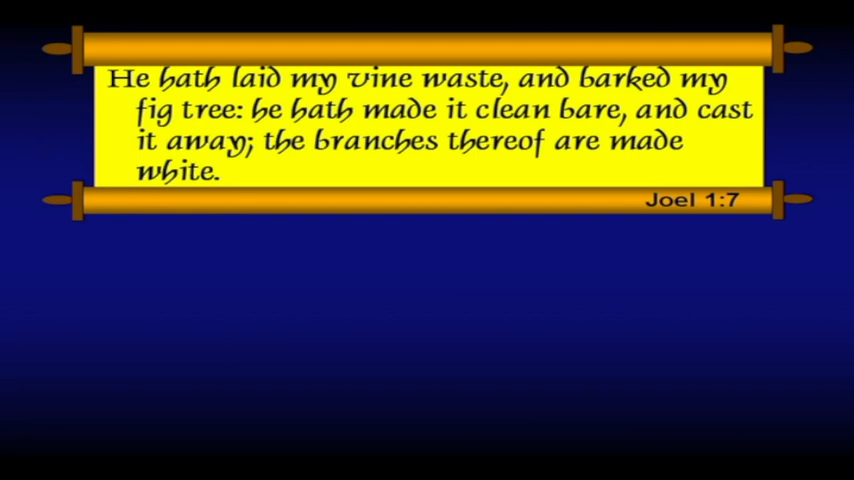 He hath laid my vine waste, and barked my
fig tree: he hath made it clean bare, and cast
it away; the branches thereof are made
white.
Joel 1:7